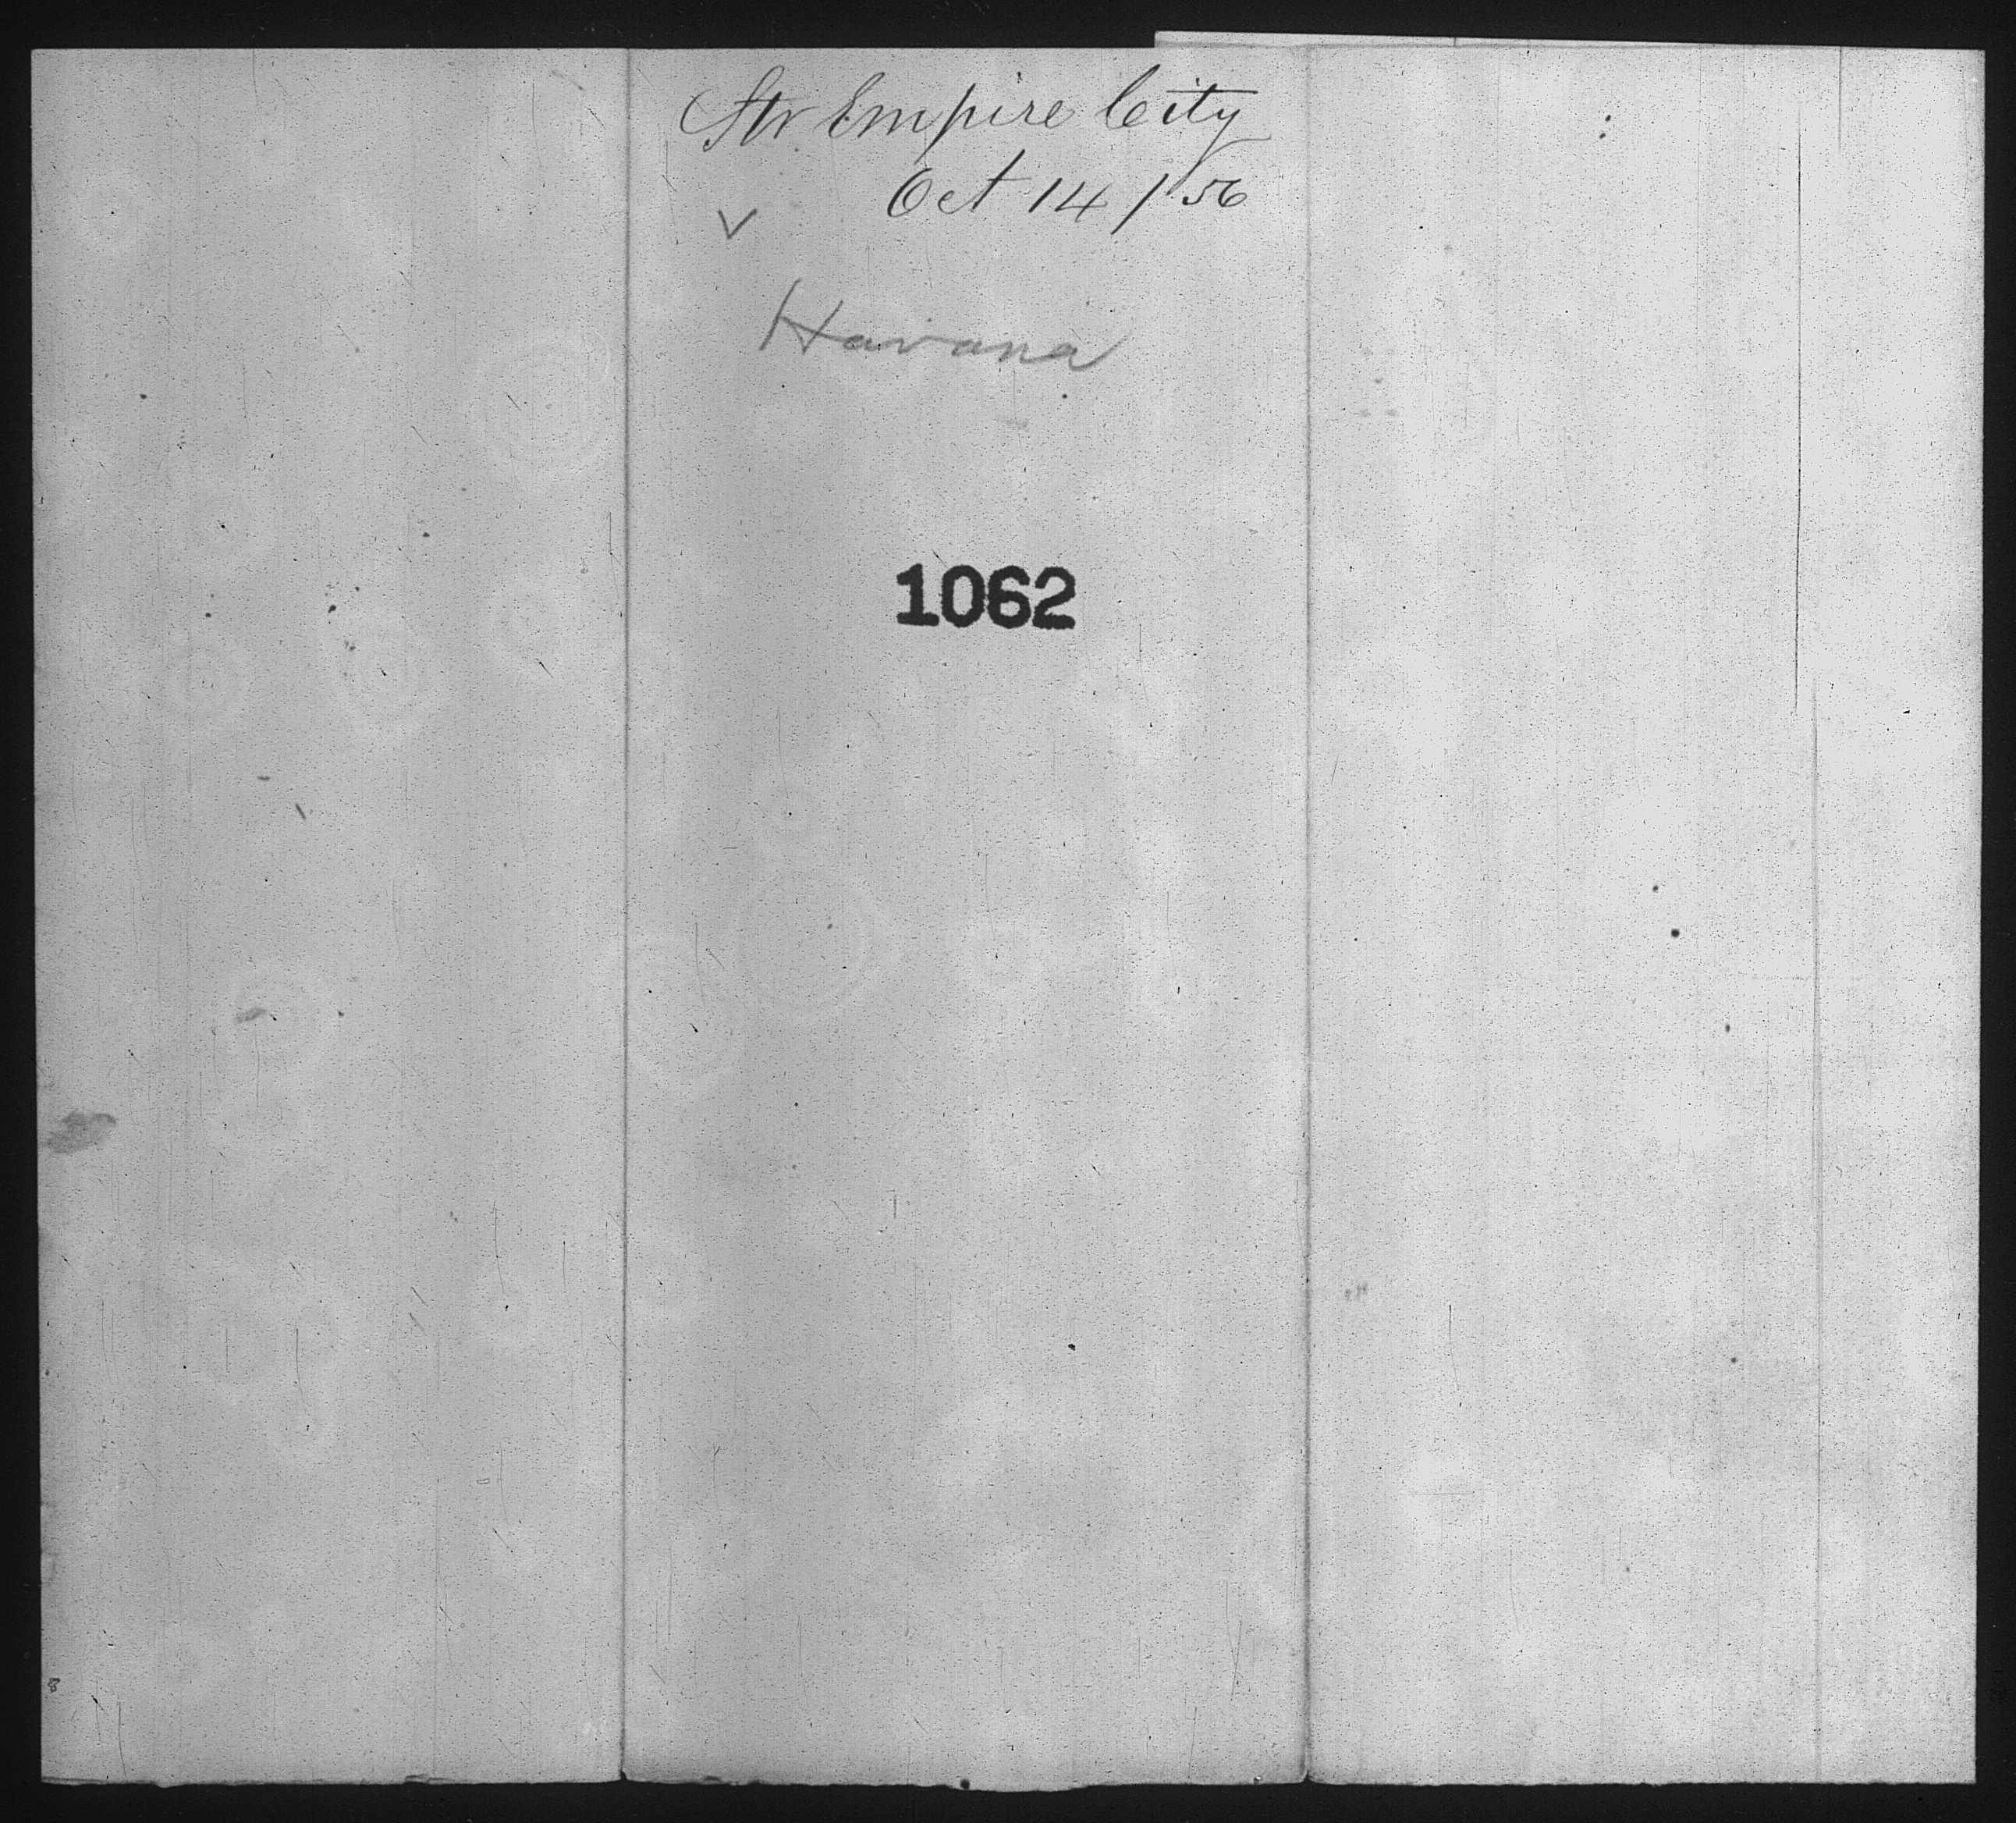 Str Empire City
Oct 14 / 56
Havana
1062